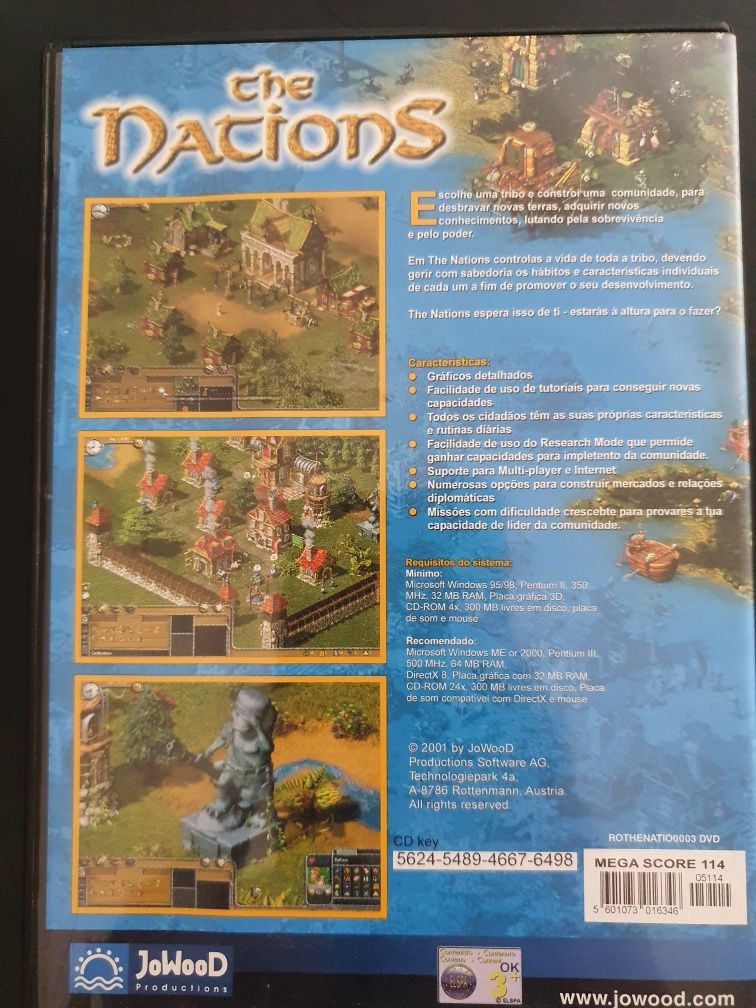 The
Nations
Escolhe uma tribo e constroi uma comunidade, para
desbravar novas terras, adquirir novos
conhecimentos, lutando pela sobrevivência
e pelo poder.
Em The Nations controlas a vida de toda a tribo, devendo
gerir com sabedoria os hábitos e características individuais
de cada um a fim de promover o seu desenvolvimento.
The Nations espera isso de ti - estarás à altura para o fazer?
Características:
Gráficos detalhados
Facilidade de uso de tutoriais para conseguir novas
capacidades
Todos os cidadãos têm as suas próprias características
e rutinas diárias
Facilidade de uso do Research Mode que permite
ganhar capacidades para impletento da comunidade.
Suporte para Multi-player e Internet
Numerosas opções para construir mercados e relações
diplomáticas
Missões com dificuldade crescebte para provares a tua
capacidade de líder da comunidade.
Requisitos do sistema:
Mínimo:
Microsoft Windows 95/98, Pentium II, 350
MHz, 32 MB RAM, Placa gráfica 3D,
CD-ROM 4x, 300 MB livres em disco, placa
de som e mouse
Recomendado:
Microsoft Windows ME or 2000, Pentium III,
500 MHz, 64 MB RAM,
DirectX 8, Placa gráfica com 32 MB RAM,
CD-ROM 24x, 300 MB livres em disco, Placa
de som compatível com DirectX e mouse
© 2001 by JoWooD
Productions Software AG,
Technologiepark 4a,
A-8786 Rottenmann, Austria.
All rights reserved.
CD key
5624-5489-4667-6498
ROTHENATIO0003 DVD
MEGA SCORE 114
05114
5 601073 016346
JoWooD
Productions
ELSPA
OK
3+
© ELSPA
www.jowood.com